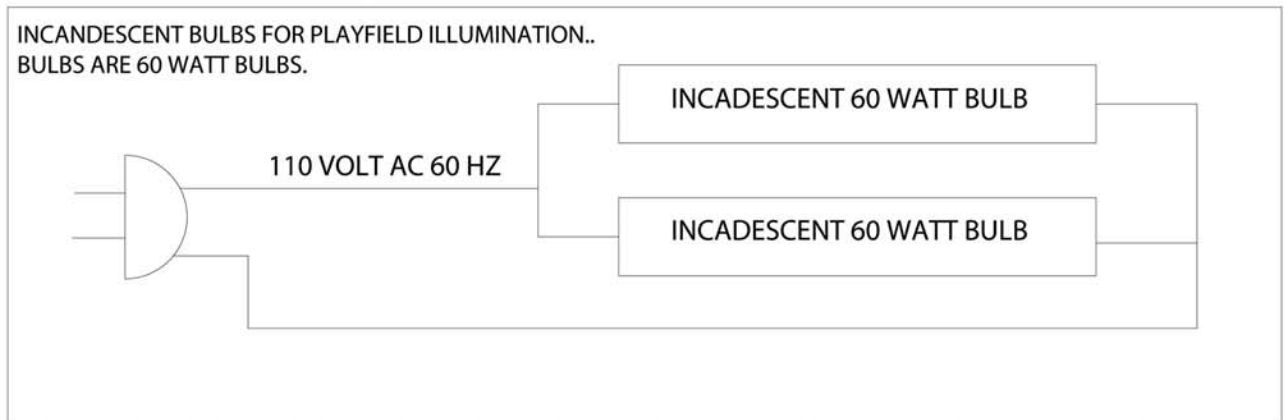 INCANDESCENT BULBS FOR PLAYFIELD ILLUMINATION..
BULBS ARE 60 WATT BULBS.
INCADESCENT 60 WATT BULB
110 VOLT AC 60 HZ
INCADESCENT 60 WATT BULB